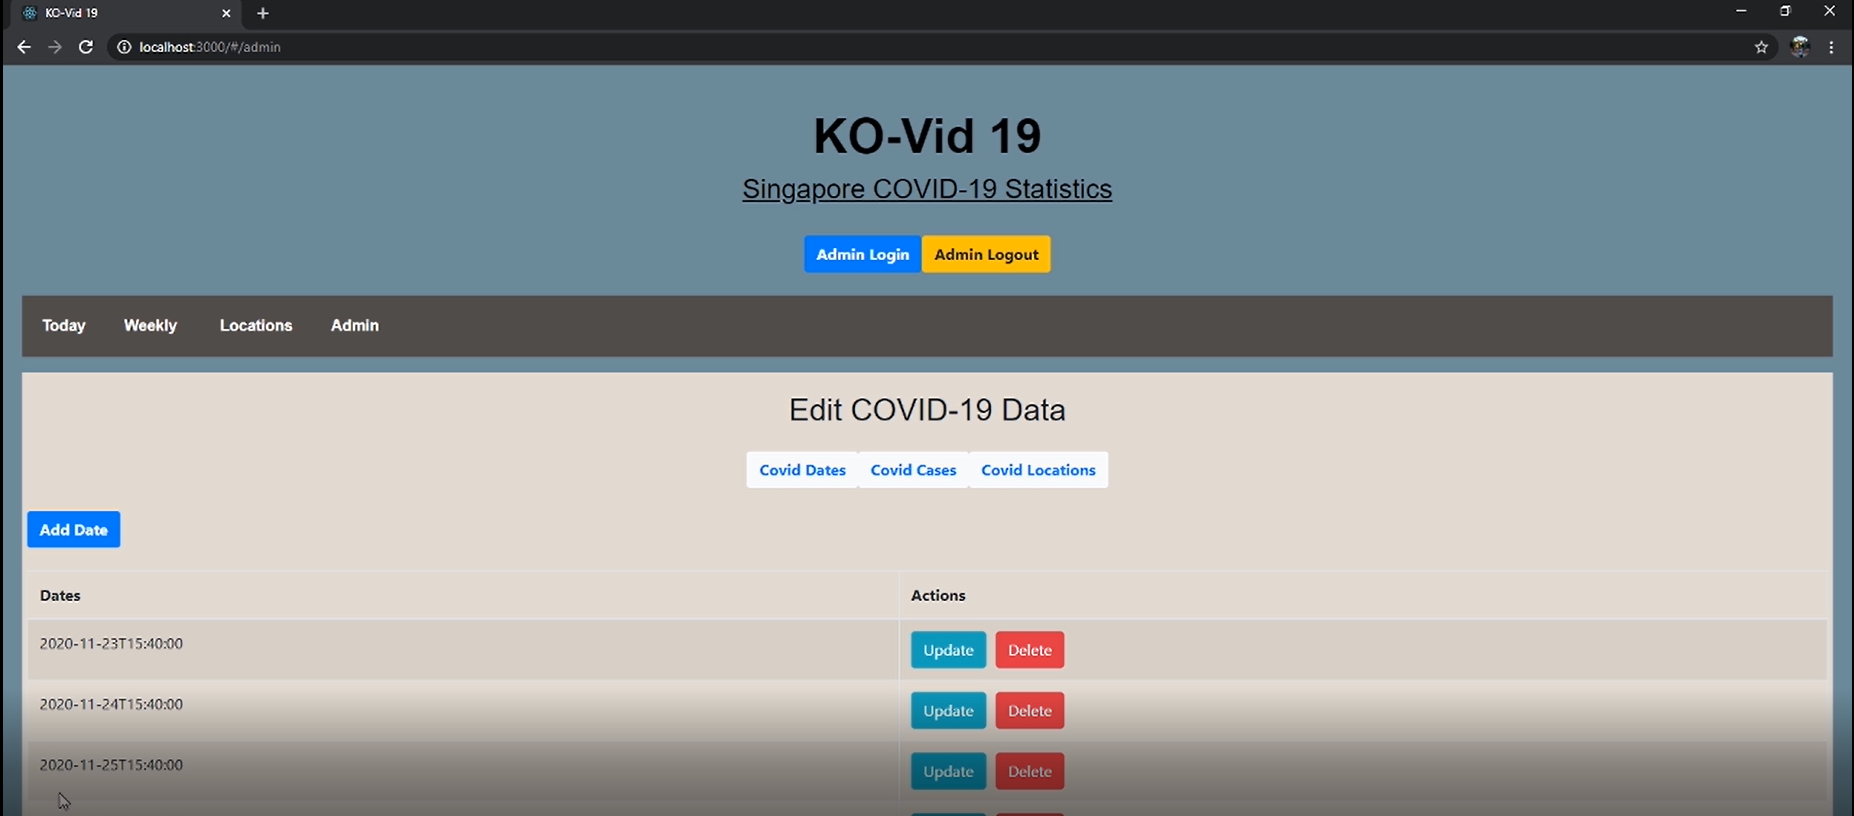 KO-Vid 19
localhost:3000/#/admin
KO-Vid 19
Singapore COVID-19 Statistics
Admin Login Admin Logout
Today Weekly Locations Admin
Edit COVID-19 Data
Covid Dates Covid Cases Covid Locations
Add Date
Dates Actions
2020-11-23T15:40:00 Update Delete
2020-11-24T15:40:00 Update Delete
2020-11-25T15:40:00 Update Delete